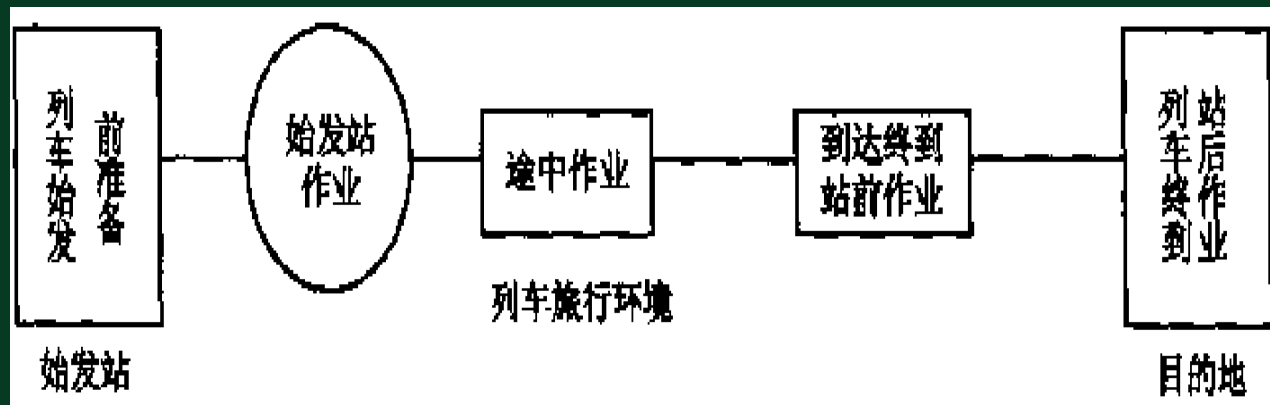 列车始发
前准备
始发站
作业
途中作业
到达终到
站前作业
列车终到
站后作业
列车旅行环境
始发站
目的地